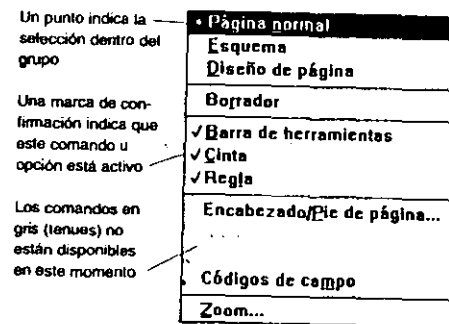 Un punto indica la
selección dentro del
grupo
Una marca de con-
firmación indica que
este comando u
opción está activo
Los comandos en
gris (tenues) no
están disponibles
en este momento
• Página normal
Esquema
Diseño de página
Borrador
✓Barra de herramientas
✓Cinta
✓Regla
Encabezado/Pie de página...
Códigos de campo
Zoom...